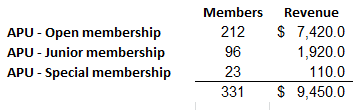 Members Revenue
APU - Open membership 212 $ 7,420.0
APU - Junior membership 96 1,920.0
APU - Special membership 23 110.0
331 $ 9,450.0